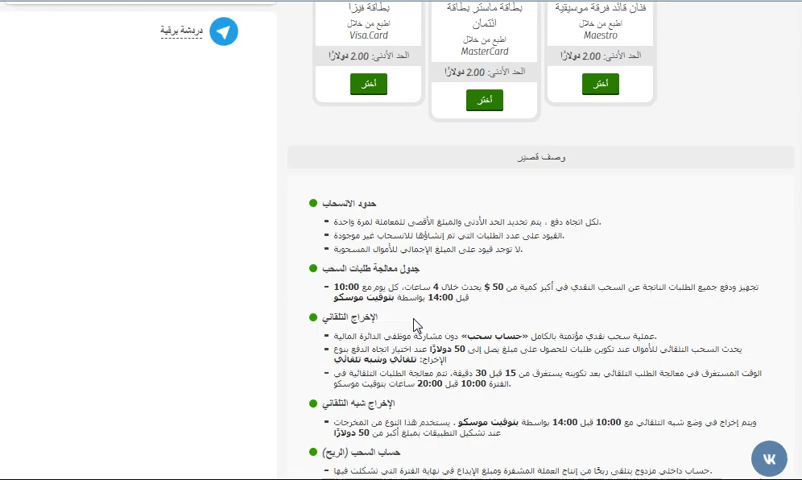 دردشة برقية
بطاقة فيزا
اطبع من خلال
Visa.Card
الحد الأدنى: 2.00 دولارًا
أختر
بطاقة ماستر بطاقة
ائتمان
اطبع من خلال
MasterCard
الحد الأدنى: 2.00 دولارًا
أختر
فنان قائد فرقة موسيقية
اطبع من خلال
Maestro
الحد الأدنى: 2.00 دولارًا
أختر
وصف قصير
حدود الانسحاب
لكل اتجاه دفع ، يتم تحديد الحد الأدنى والمبلغ الأقصى للمعاملة لمرة واحدة.
القيود على عدد الطلبات التي تم إنشاؤها للانسحاب غير موجودة.
لا توجد قيود على المبلغ الإجمالي للأموال المسحوبة.
جدول معالجة طلبات السحب
تجهيز ودفع جميع الطلبات الناتجة عن السحب النقدي في أكبر كمية من 50 $ يحدث خلال 4 ساعات، كل يوم مع 10:00
قبل 14:00 بواسطة بتوقيت موسكو
الإخراج التلقائي
عملية سحب نقدي مؤتمتة بالكامل «حساب سحب» دون مشاركة موظفي الدائرة المالية.
يحدث السحب التلقائي للأموال عند تكوين طلبات للحصول على مبلغ يصل إلى 50 دولارًا عند اختيار اتجاه الدفع بنوع
الإخراج: تلقائي وشبه تلقائي
الوقت المستغرق في معالجة الطلب التلقائي بعد تكوينه يستغرق من 15 قبل 30 دقيقة. تتم معالجة الطلبات التلقائية في
الفترة 10:00 قبل 20:00 ساعات بتوقيت موسكو.
الإخراج شبه التلقائي
ويتم إخراج في وضع شبه التلقائي مع 10:00 قبل 14:00 بواسطة بتوقيت موسكو ، يستخدم هذا النوع من المخرجات
عند تشكيل التطبيقات بمبلغ أكبر من 50 دولارًا
حساب السحب (الربح)
حساب داخلي مزدوج يتلقى ربحًا من إنتاج العملة المشفرة ومبلغ الإيداع في نهاية الفترة التي تشكلت فيها.